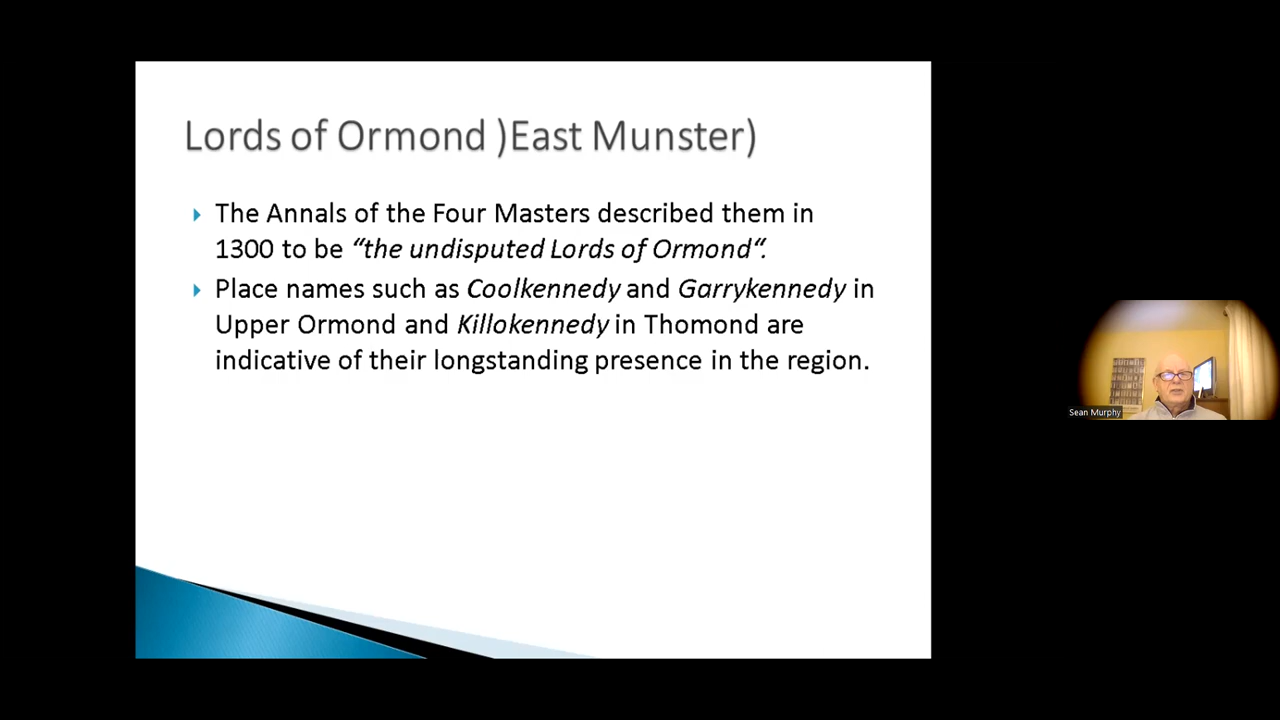 Lords of Ormond )East Munster)
The Annals of the Four Masters described them in
1300 to be “the undisputed Lords of Ormond“.
Place names such as Coolkennedy and Garrykennedy in
Upper Ormond and Killokennedy in Thomond are
indicative of their longstanding presence in the region.
Sean Murphy